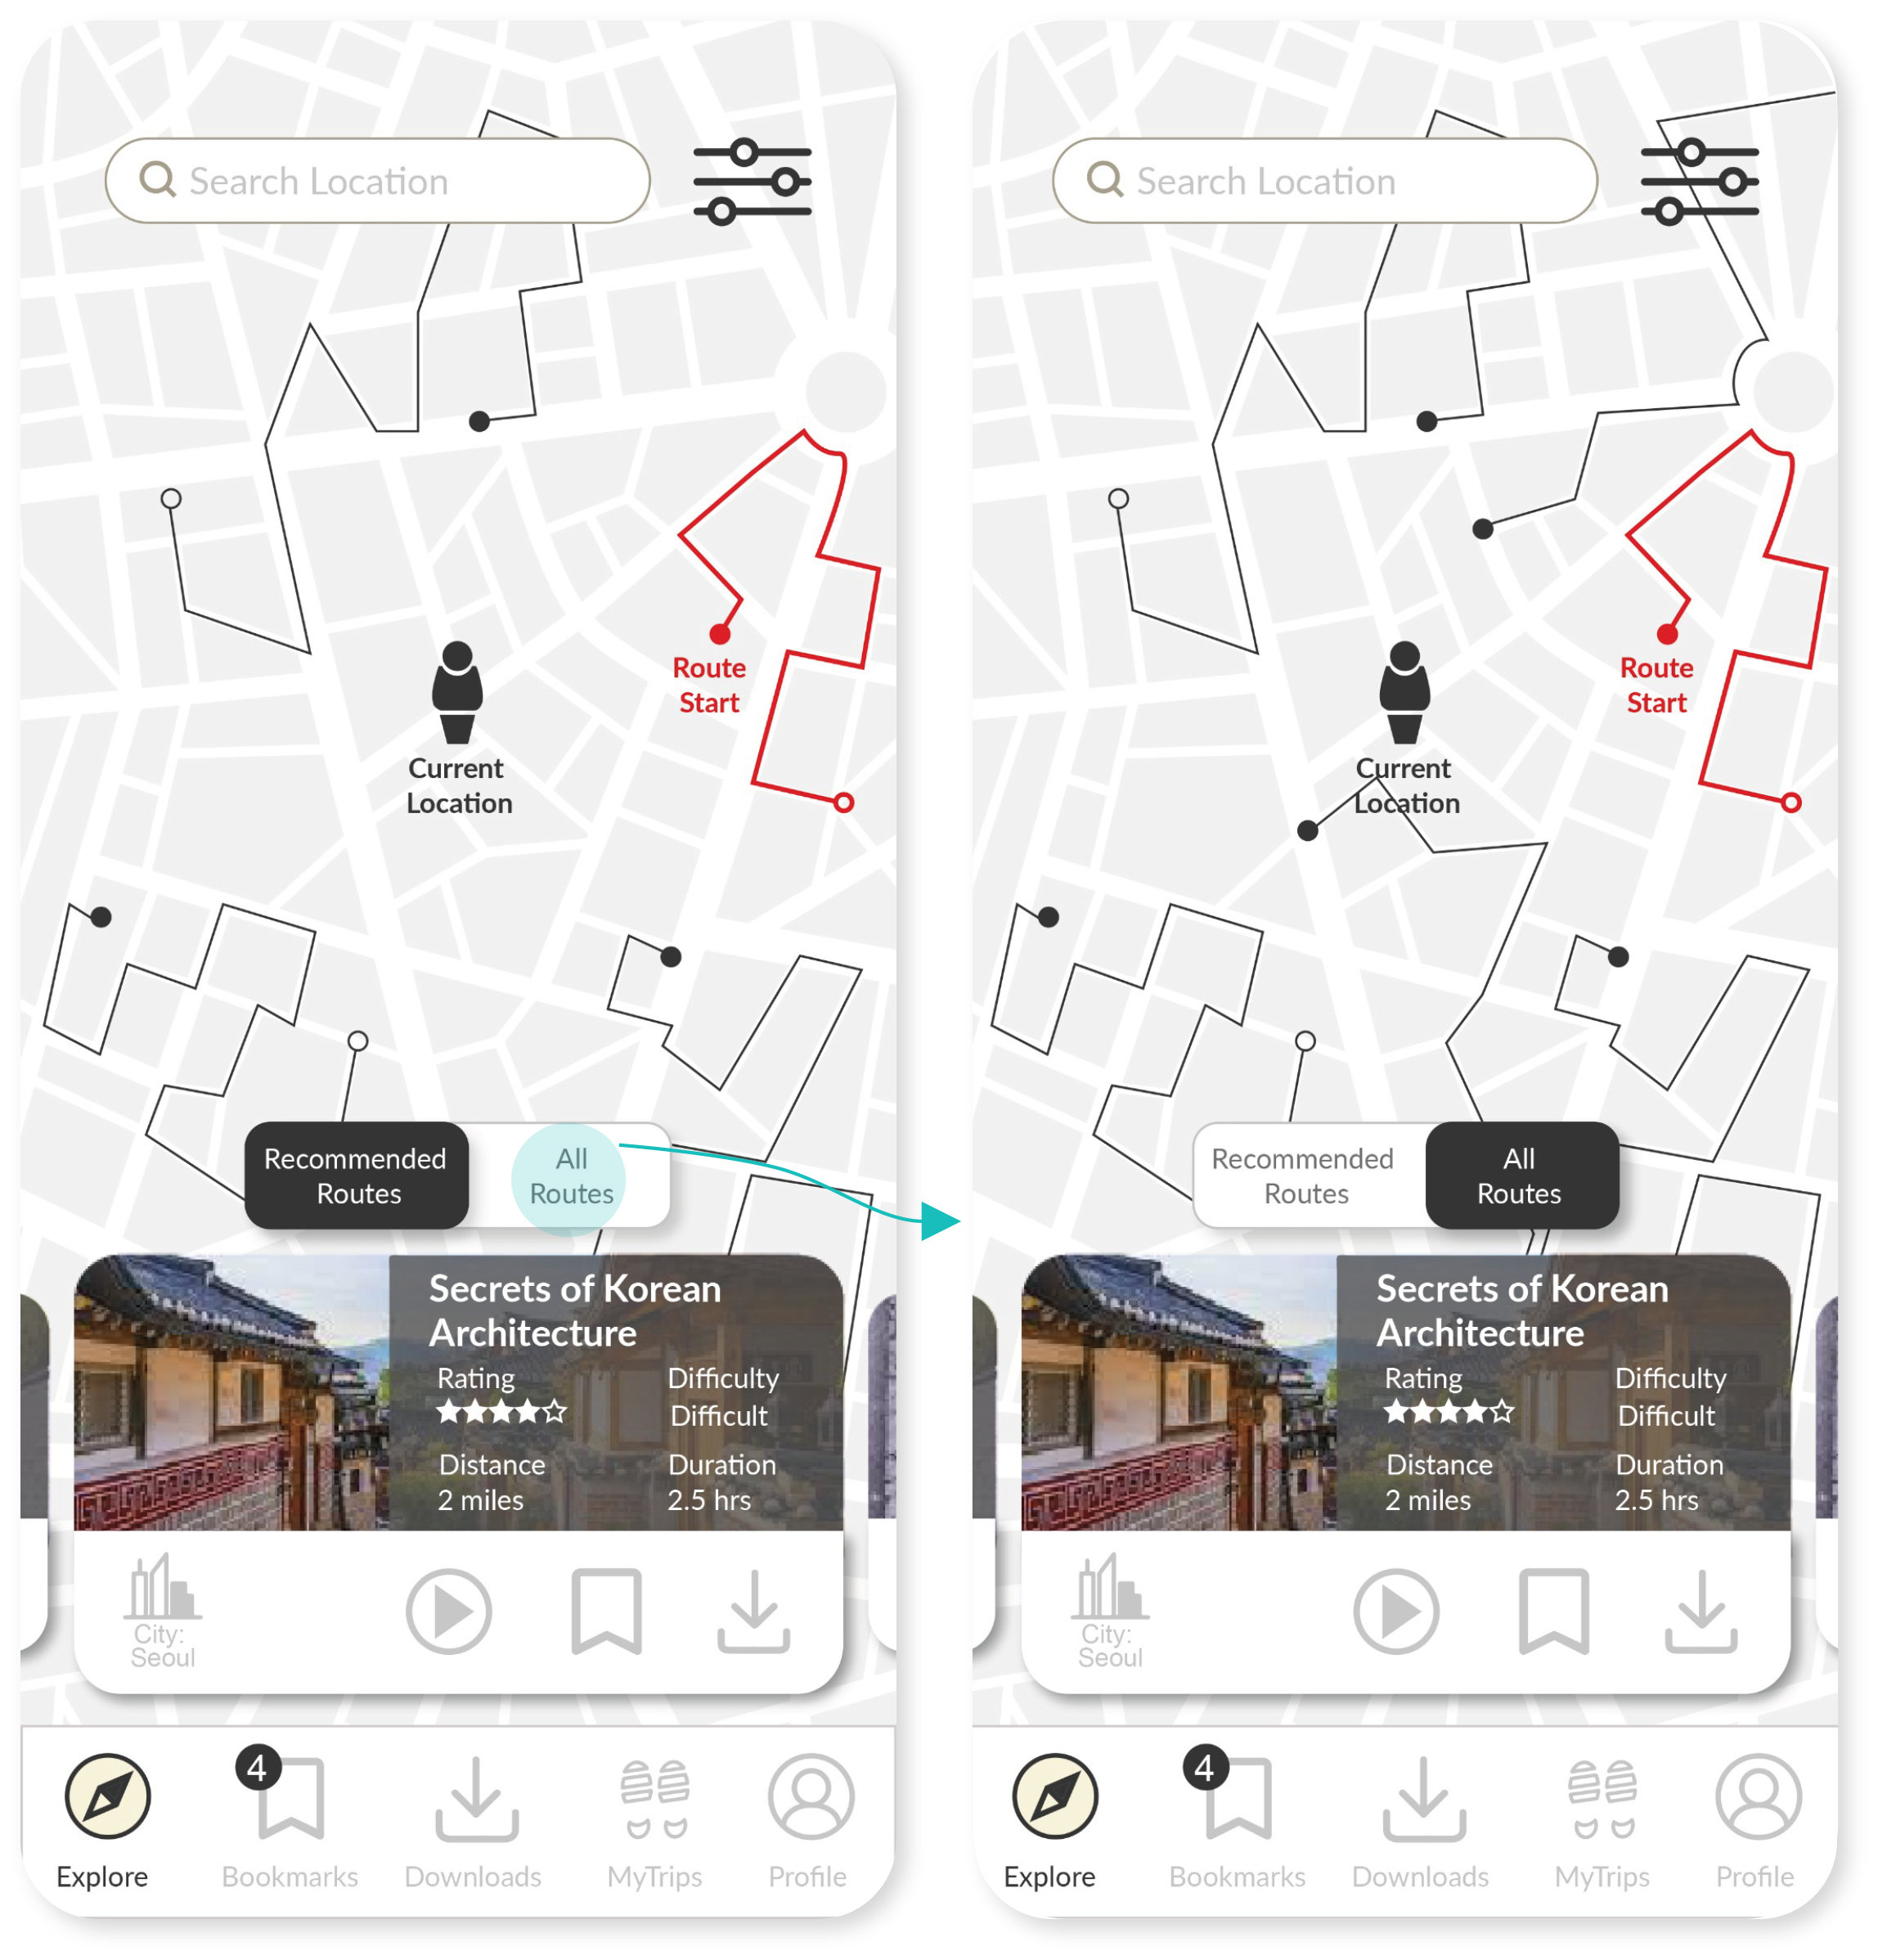 Search Location
Route
Start
Current
Location
Recommended
Routes
All
Routes
Secrets of Korean
Architecture
Rating
Difficulty
Difficult
Distance
2 miles
Duration
2.5 hrs
City:
Seoul
4
Explore
Bookmarks
Downloads
MyTrips
Profile
Search Location
Route
Start
Current
Location
Recommended
Routes
All
Routes
Secrets of Korean
Architecture
Rating
Difficulty
Difficult
Distance
2 miles
Duration
2.5 hrs
City:
Seoul
4
Explore
Bookmarks
Downloads
MyTrips
Profile